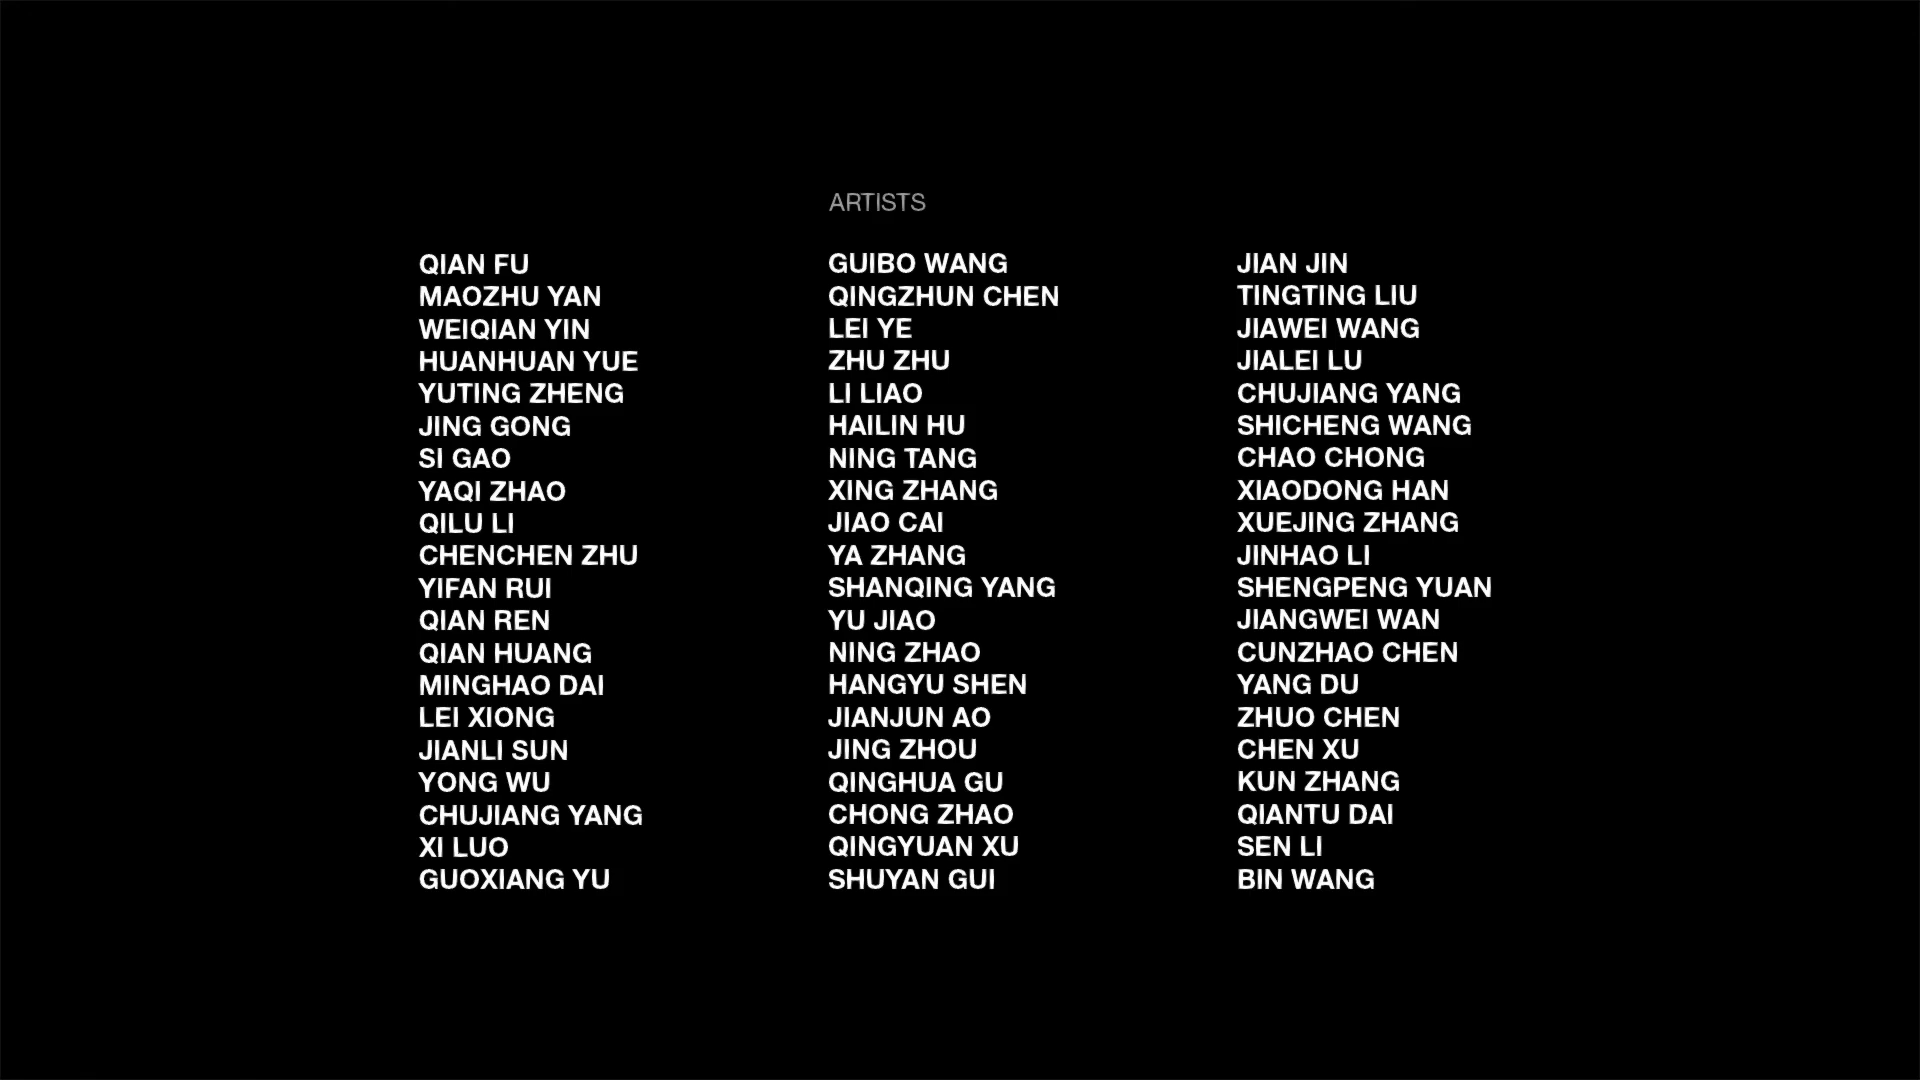 ARTISTS
QIAN FU
MAOZHU YAN
WEIQIAN YIN
HUANHUAN YUE
YUTING ZHENG
JING GONG
SI GAO
YAQI ZHAO
QILU LI
CHENCHEN ZHU
YIFAN RUI
QIAN REN
QIAN HUANG
MINGHAO DAI
LEI XIONG
JIANLI SUN
YONG WU
CHUJIANG YANG
XI LUO
GUOXIANG YU
GUIBO WANG
QINGZHUN CHEN
LEI YE
ZHU ZHU
LI LIAO
HAILIN HU
NING TANG
XING ZHANG
JIAO CAI
YA ZHANG
SHANQING YANG
YU JIAO
NING ZHAO
HANGYU SHEN
JIANJUN AO
JING ZHOU
QINGHUA GU
CHONG ZHAO
QINGYUAN XU
SHUYAN GUI
JIAN JIN
TINGTING LIU
JIAWEI WANG
JIALEI LU
CHUJIANG YANG
SHICHENG WANG
CHAO CHONG
XIAODONG HAN
XUEJING ZHANG
JINHAO LI
SHENGPENG YUAN
JIANGWEI WAN
CUNZHAO CHEN
YANG DU
ZHUO CHEN
CHEN XU
KUN ZHANG
QIANTU DAI
SEN LI
BIN WANG